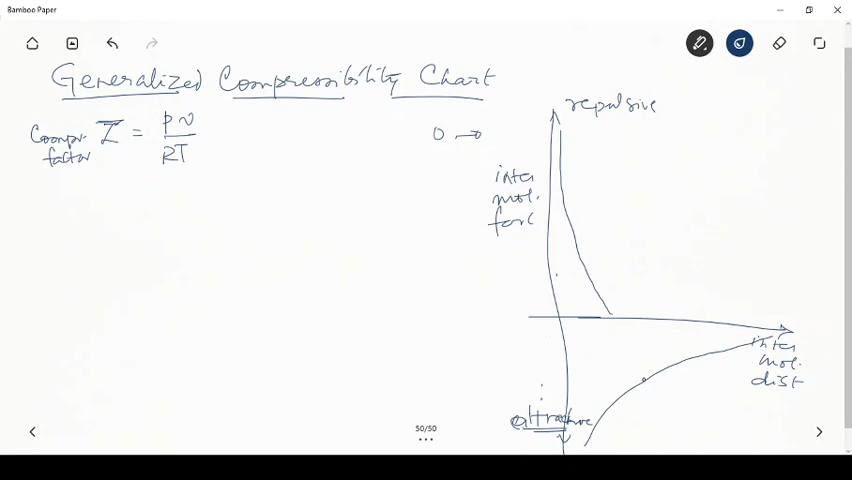 Bamboo Paper
Generalized Compressibility Chart
Compr. factor Z = pv / RT
0 →
repulsive
inter
mol.
forc
inter
mol.
dist
attractive
50/50